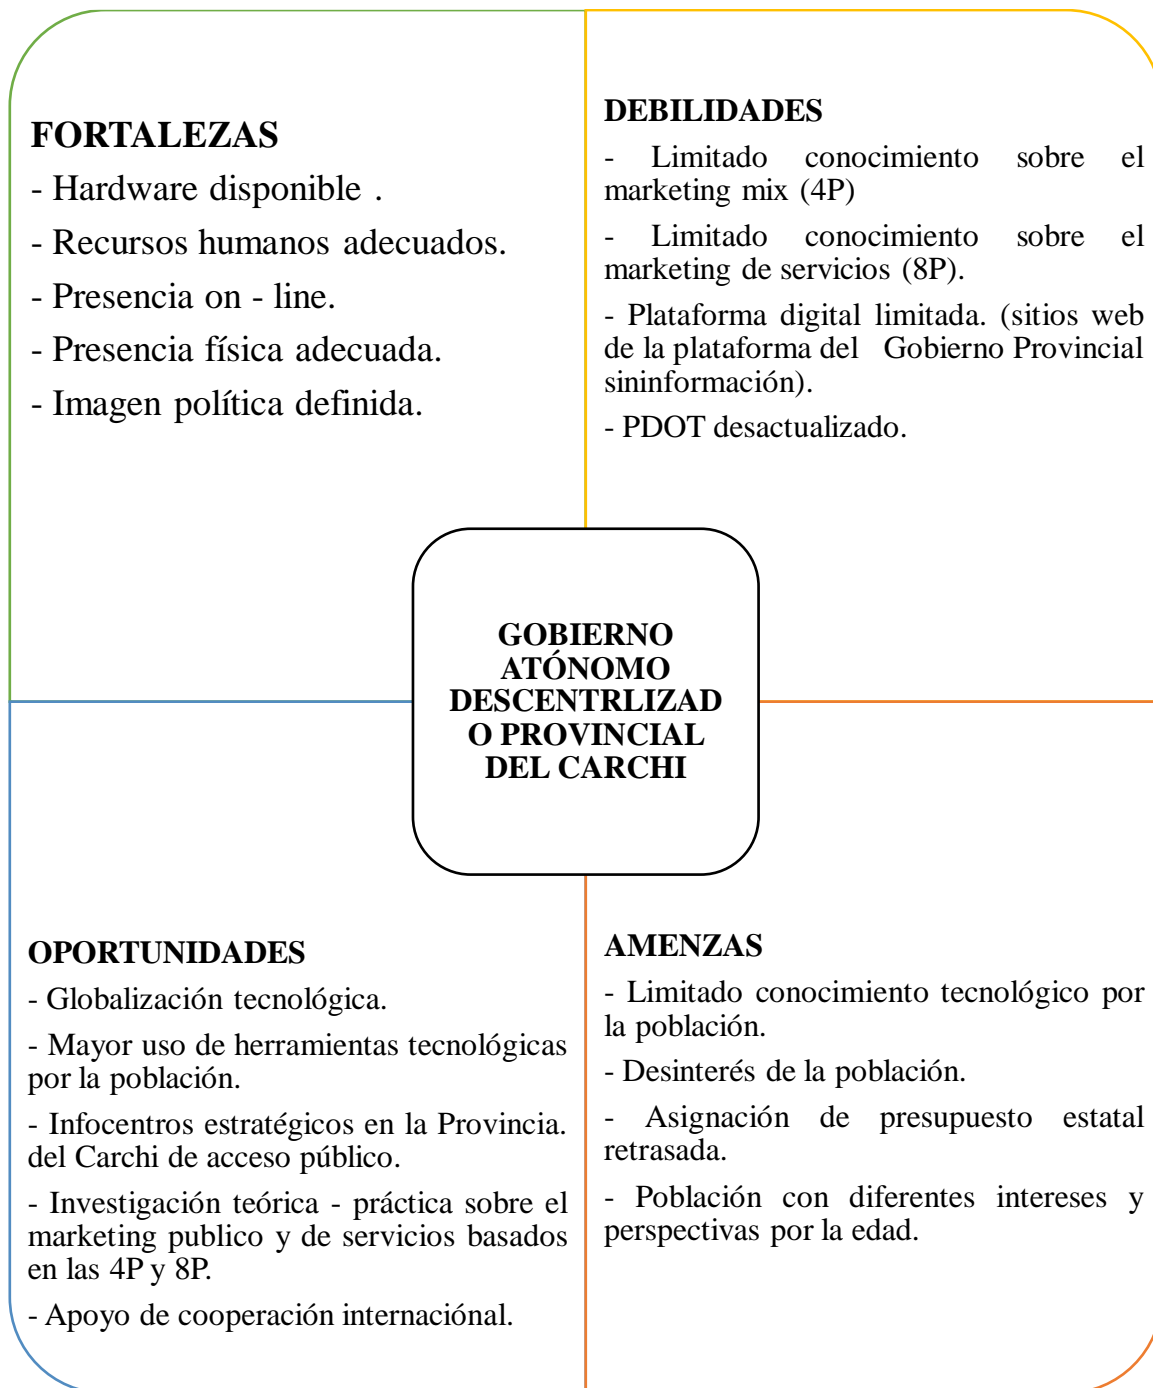 FORTALEZAS
- Hardware disponible .
- Recursos humanos adecuados.
- Presencia on - line.
- Presencia física adecuada.
- Imagen política definida.
DEBILIDADES
- Limitado conocimiento sobre el
marketing mix (4P)
- Limitado conocimiento sobre el
marketing de servicios (8P).
- Plataforma digital limitada. (sitios web
de la plataforma del Gobierno Provincial
sininformación).
- PDOT desactualizado.
GOBIERNO
ATÓNOMO
DESCENTRLIZAD
O PROVINCIAL
DEL CARCHI
OPORTUNIDADES
- Globalización tecnológica.
- Mayor uso de herramientas tecnológicas
por la población.
- Infocentros estratégicos en la Provincia.
del Carchi de acceso público.
- Investigación teórica - práctica sobre el
marketing publico y de servicios basados
en las 4P y 8P.
- Apoyo de cooperación internaciónal.
AMENZAS
- Limitado conocimiento tecnológico por
la población.
- Desinterés de la población.
- Asignación de presupuesto estatal
retrasada.
- Población con diferentes intereses y
perspectivas por la edad.